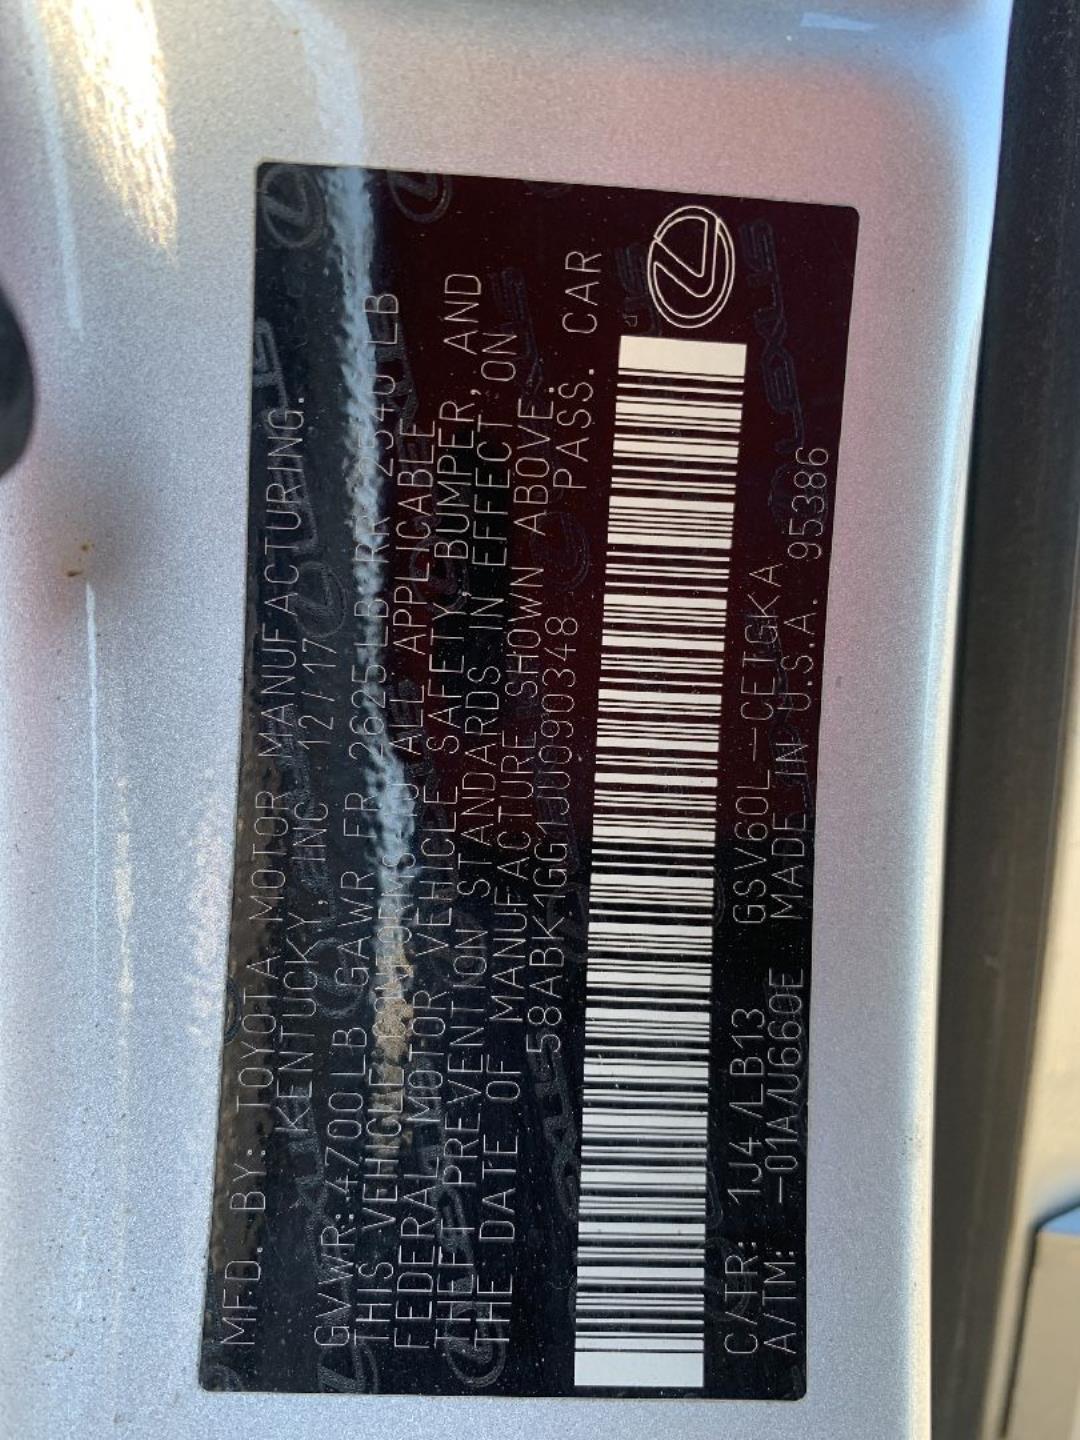 MFD. BY: TOYOTA MOTOR MANUFACTURING.
KENTUCKY, INC 12/17
GVWR: 4700 LB GAWR FR 2625 LB RR 2540 LB
THIS VEHICLE CONFORMS TO ALL APPLICABLE
FEDERAL MOTOR VEHICLE SAFETY, BUMPER, AND
THEFT PREVENTION STANDARDS IN EFFECT ON
THE DATE OF MANUFACTURE SHOWN ABOVE.
58ABK1GG1JU090348 PASS. CAR
C/TR: 1J4 /LB13 GSV60L-CETGKA
A/TM: -01A/U660E MADE IN U.S.A. 95386